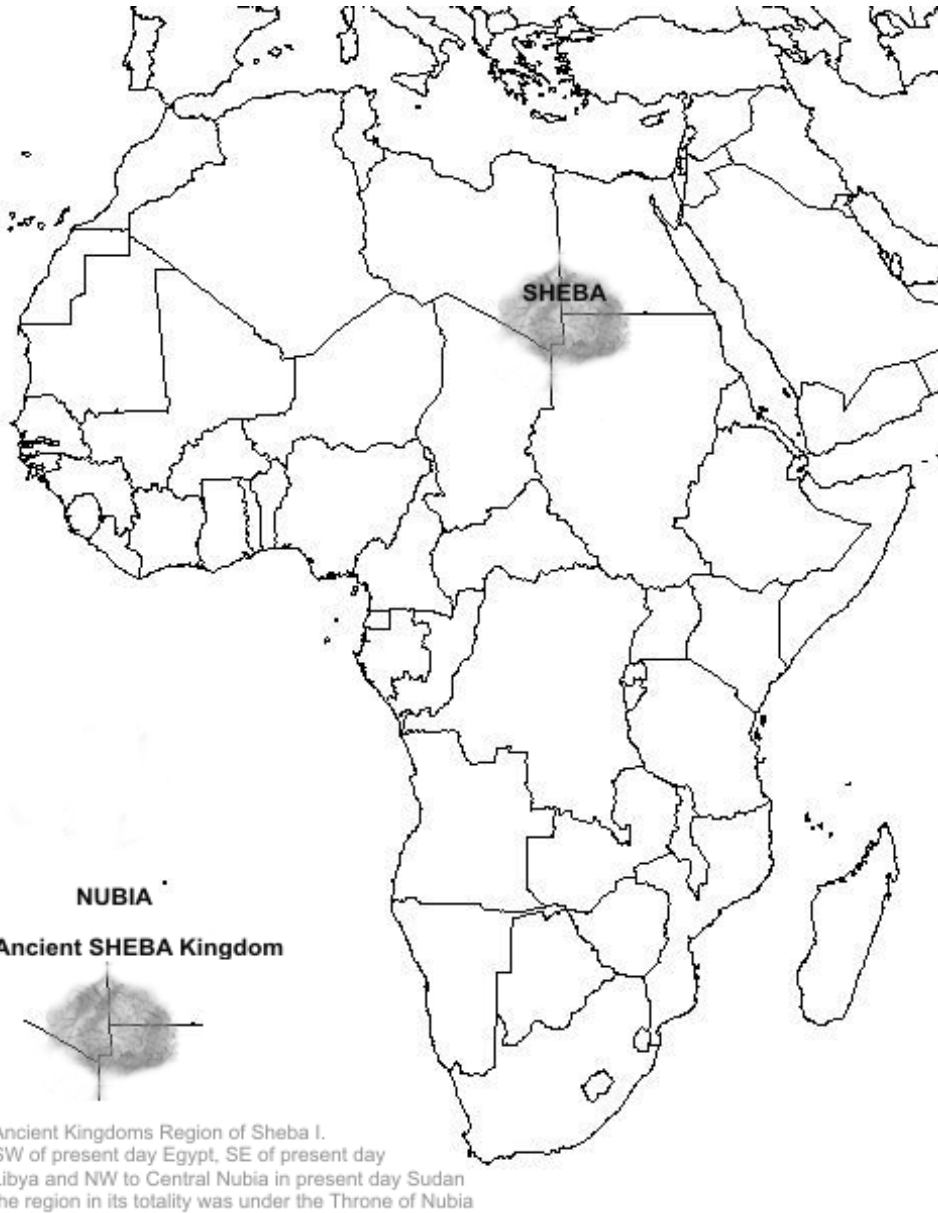 SHEBA
NUBIA
Ancient SHEBA Kingdom
Ancient Kingdoms Region of Sheba I.
SW of present day Egypt, SE of present day
Libya and NW to Central Nubia in present day Sudan
the region in its totality was under the Throne of Nubia